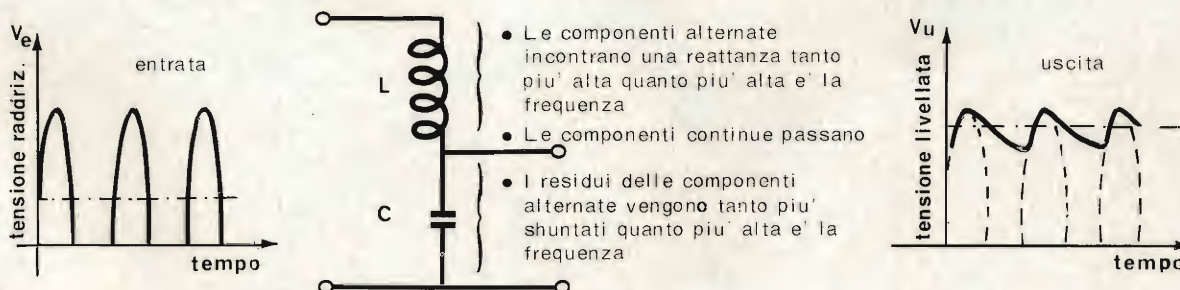 Ve
tensione raddriz.
entrata
tempo
L
C
• Le componenti alternate
incontrano una reattanza tanto
piu' alta quanto piu' alta e' la
frequenza
• Le componenti continue passano
• I residui delle componenti
alternate vengono tanto piu'
shuntati quanto piu' alta e' la
frequenza
Vu
tensione livellata
uscita
tempo